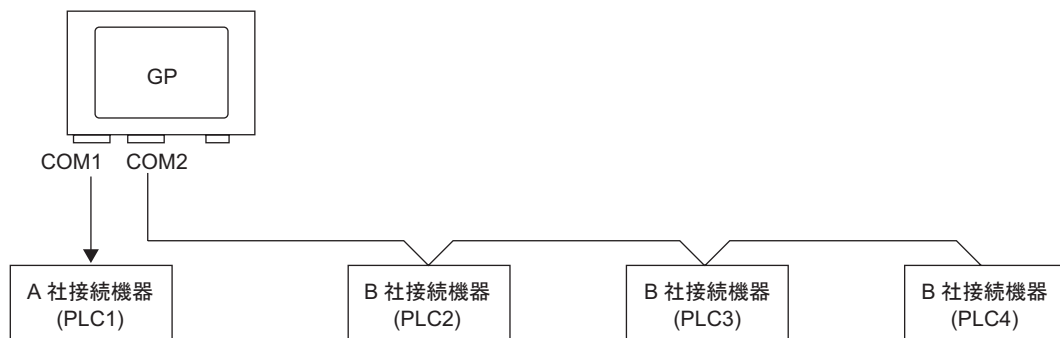 GP
COM1 COM2
A 社接続機器
(PLC1)
B 社接続機器
(PLC2)
B 社接続機器
(PLC3)
B 社接続機器
(PLC4)